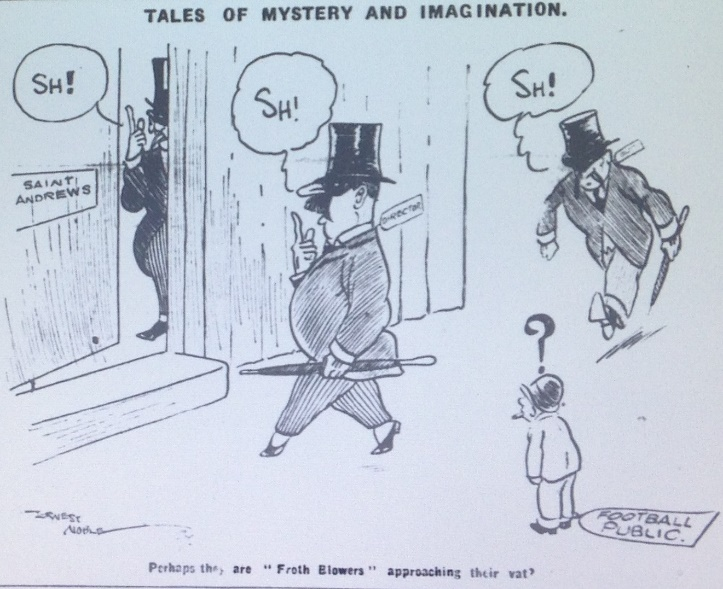 TALES OF MYSTERY AND IMAGINATION.
SH!
SH!
SH!
SAINT
ANDREWS
DIRECTOR
?
FOOTBALL
PUBLIC.
ERNEST
NOBLE
Perhaps they are "Froth Blowers" approaching their vat?